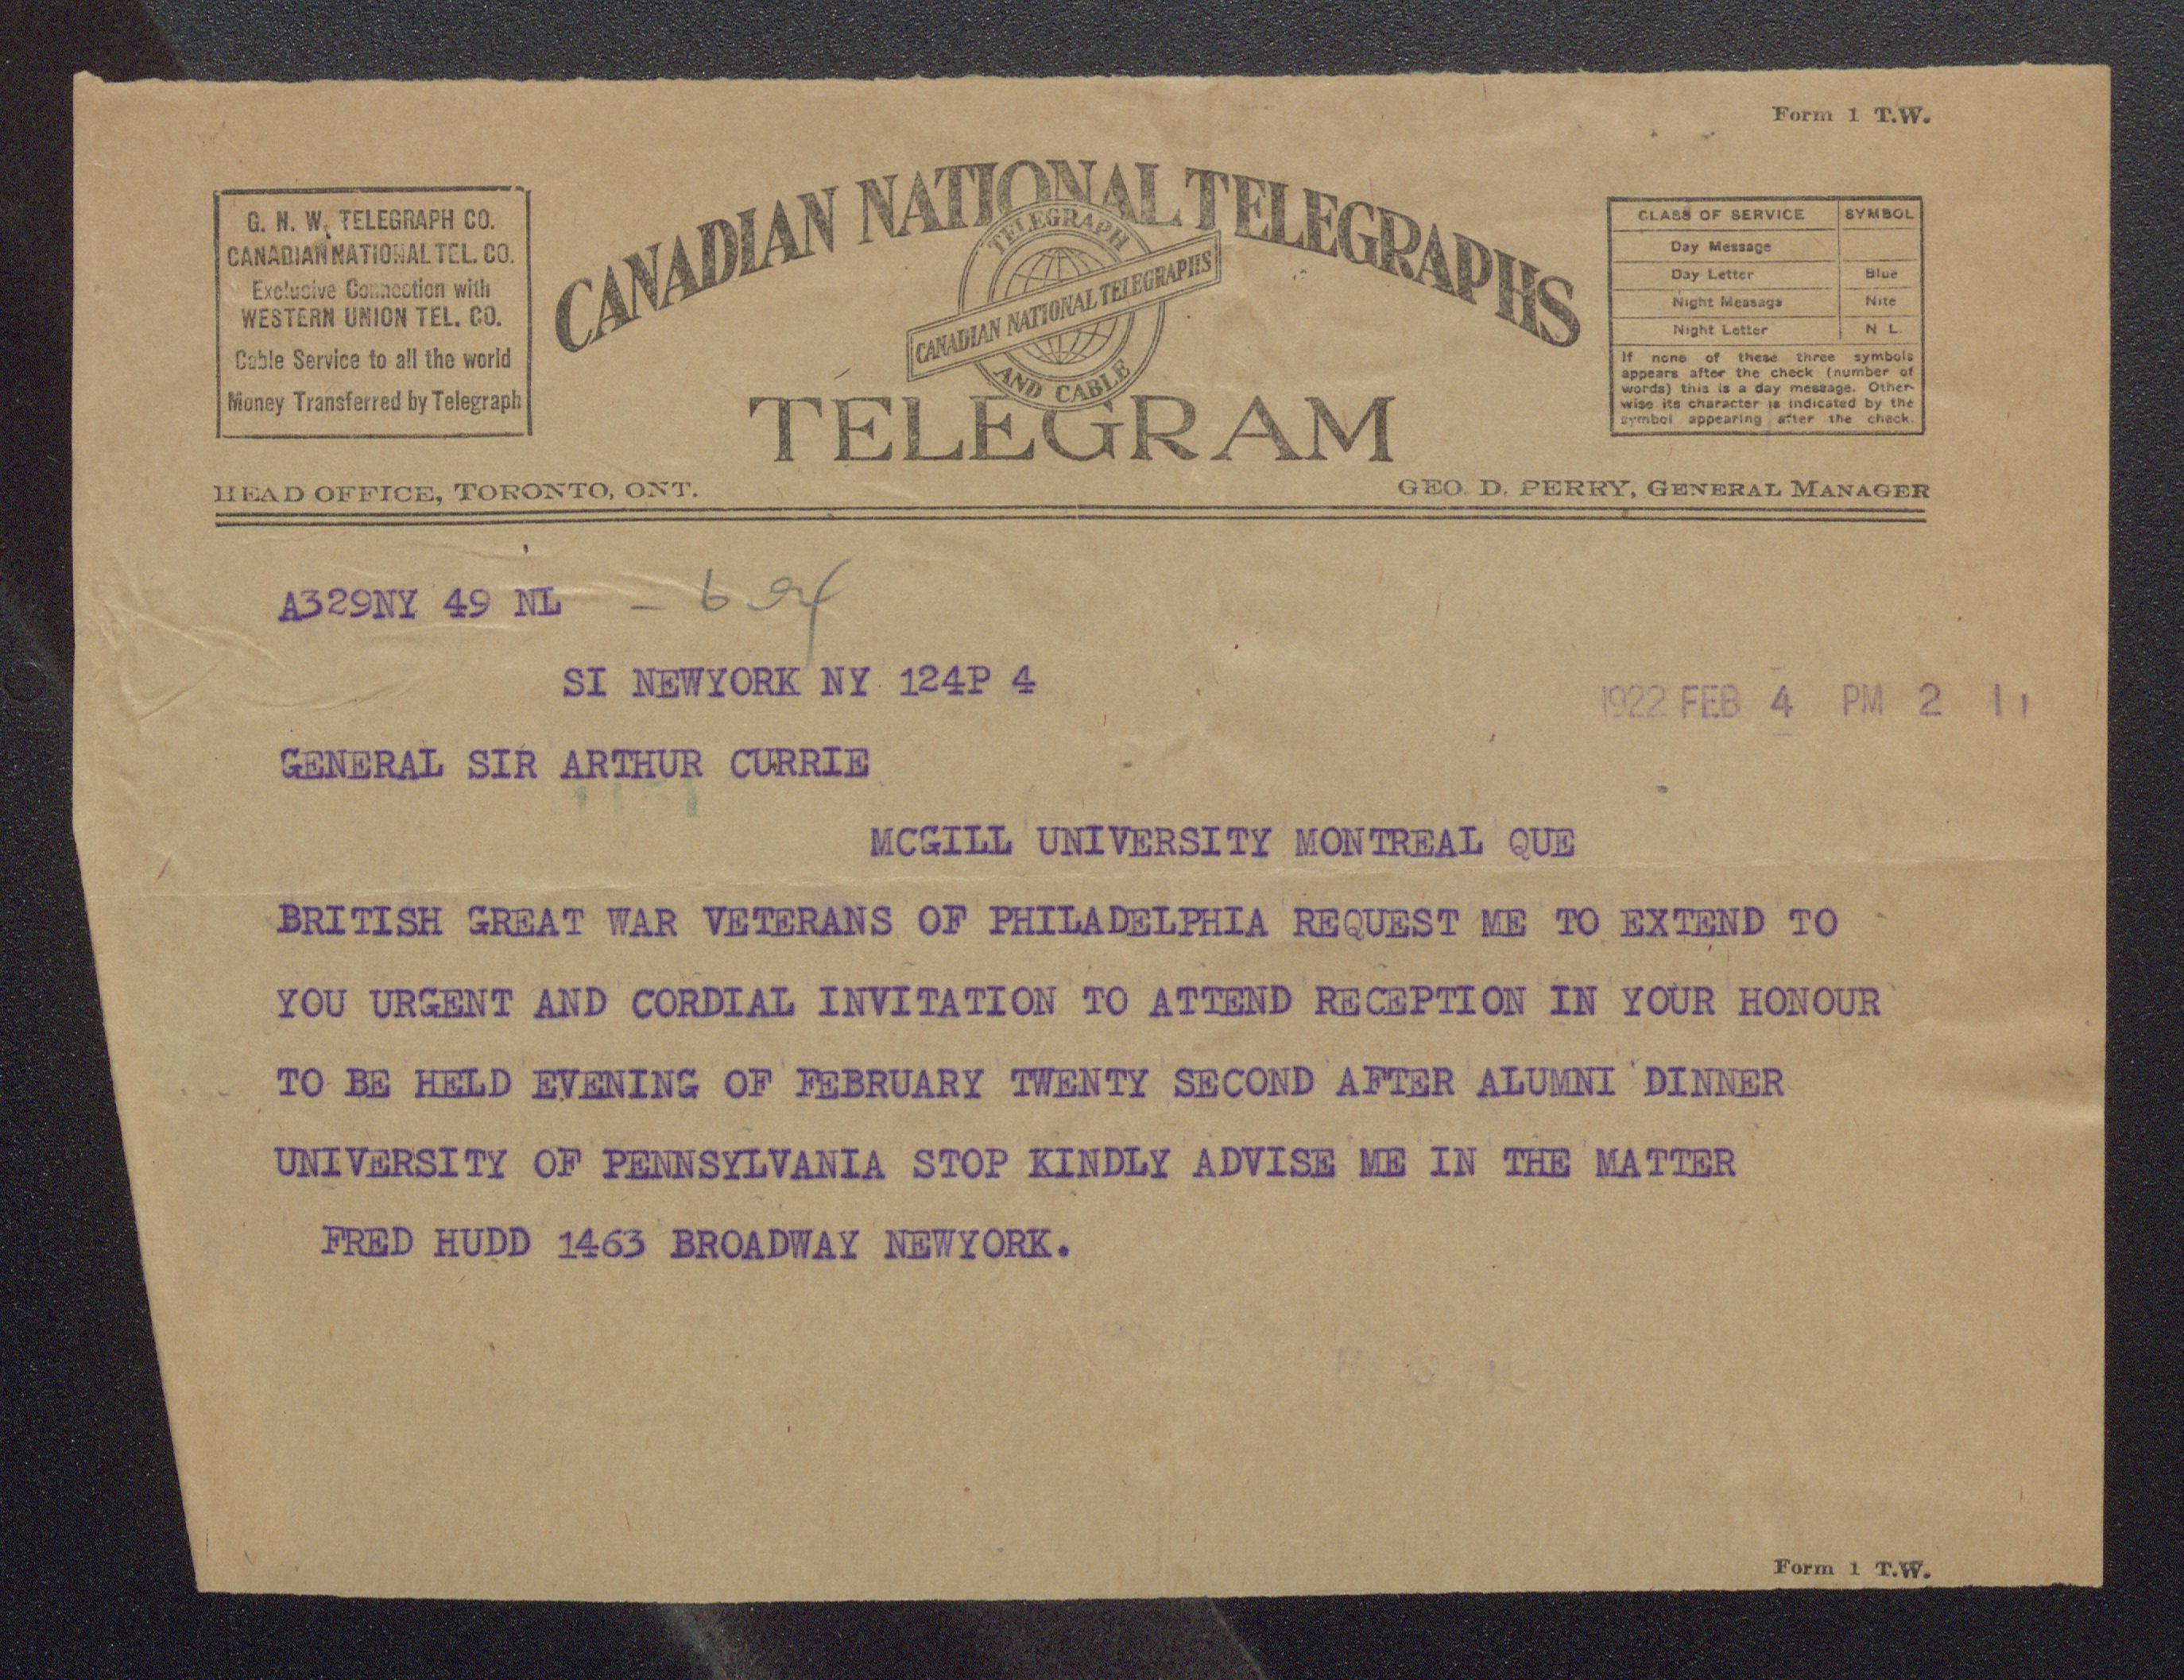 Form 1 T.W.
G. N. W. TELEGRAPH CO.
CANADIAN NATIONAL TEL. CO.
Exclusive Connection with
WESTERN UNION TEL. CO.
Cable Service to all the world
Money Transferred by Telegraph
CANADIAN NATIONAL TELEGRAPHS
TELEGRAPH
CANADIAN NATIONAL TELEGRAPHS
AND CABLE
TELEGRAM
CLASS OF SERVICE SYMBOL
Day Message
Day Letter Blue
Night Message Nite
Night Letter N L.
If none of these three symbols
appears after the check (number of
words) this is a day message. Other-
wise its character is indicated by the
symbol appearing after the check.
HEAD OFFICE, TORONTO, ONT.
GEO. D. PERRY, GENERAL MANAGER
A329NY 49 NL
SI NEWYORK NY 124P 4
1922 FEB 4 PM 2 11
GENERAL SIR ARTHUR CURRIE
MCGILL UNIVERSITY MONTREAL QUE
BRITISH GREAT WAR VETERANS OF PHILADELPHIA REQUEST ME TO EXTEND TO
YOU URGENT AND CORDIAL INVITATION TO ATTEND RECEPTION IN YOUR HONOUR
TO BE HELD EVENING OF FEBRUARY TWENTY SECOND AFTER ALUMNI DINNER
UNIVERSITY OF PENNSYLVANIA STOP KINDLY ADVISE ME IN THE MATTER
FRED HUDD 1463 BROADWAY NEWYORK.
Form 1 T.W.